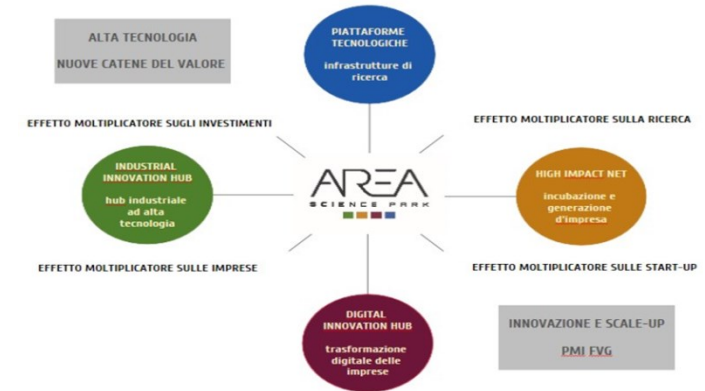 ALTA TECNOLOGIA
NUOVE CATENE DEL VALORE
PIATTAFORME
TECNOLOGICHE
infrastrutture di
ricerca
EFFETTO MOLTIPLICATORE SUGLI INVESTIMENTI
EFFETTO MOLTIPLICATORE SULLA RICERCA
INDUSTRIAL
INNOVATION HUB
hub industriale
ad alta
tecnologia
AREA
SCIENCE PARK
HIGH IMPACT NET
incubazione e
generazione
d'impresa
EFFETTO MOLTIPLICATORE SULLE IMPRESE
EFFETTO MOLTIPLICATORE SULLE START-UP
DIGITAL
INNOVATION HUB
trasformazione
digitale delle
imprese
INNOVAZIONE E SCALE-UP
PMI FVG